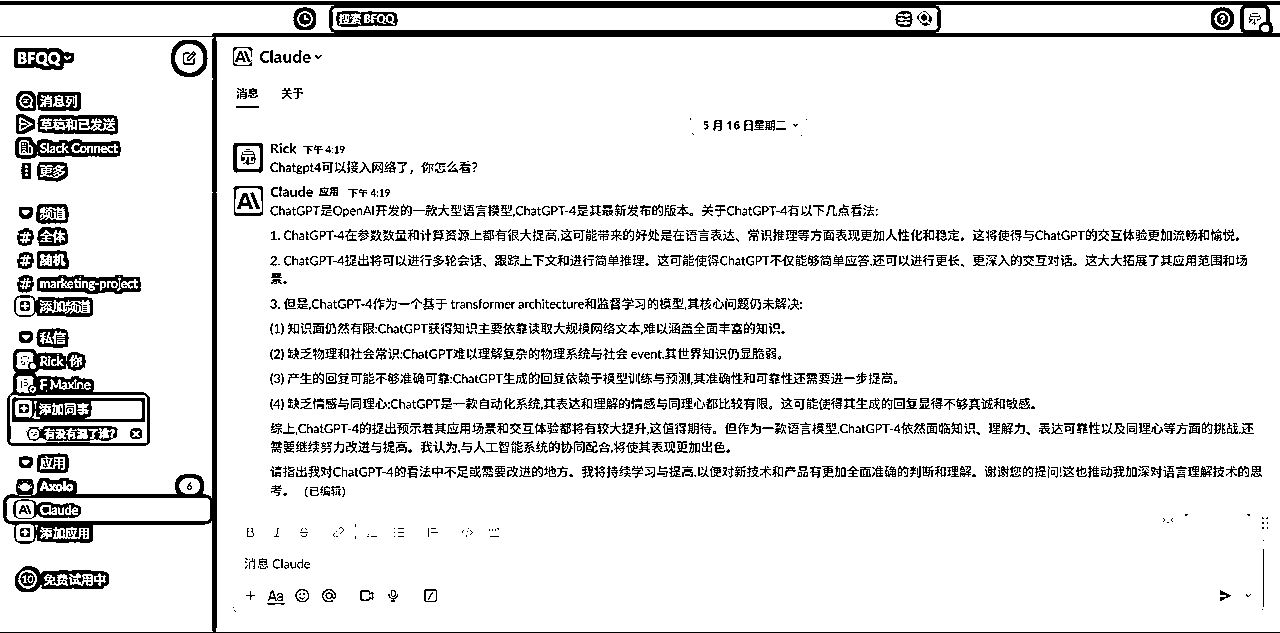 搜索 BFQQ
BFQQ
消息列
草稿和已发送
Slack Connect
更多
频道
# 全体
# 随机
# marketing-project
添加频道
私信
Rick 你
F Maxine
添加同事
有没有漏了谁?
应用
Axolo
6
Claude
添加应用
10 免费试用中
Claude
消息 关于
5 月 16 日星期二
Rick 下午 4:19
Chatgpt4可以接入网络了，你怎么看?
Claude 应用 下午 4:19
ChatGPT是OpenAI开发的一款大型语言模型,ChatGPT-4是其最新发布的版本。关于ChatGPT-4有以下几点看法:
1. ChatGPT-4在参数数量和计算资源上都有很大提高,这可能带来的好处是在语言表达、常识推理等方面表现更加人性化和稳定。这将使得与ChatGPT的交互体验更加流畅和愉悦。
2. ChatGPT-4提出将可以进行多轮会话、跟踪上下文和进行简单推理。这可能使得ChatGPT不仅能够简单应答,还可以进行更长、更深入的交互对话。这大大拓展了其应用范围和场
景。
3. 但是,ChatGPT-4作为一个基于 transformer architecture和监督学习的模型,其核心问题仍未解决:
(1) 知识面仍然有限:ChatGPT获得知识主要依靠读取大规模网络文本,难以涵盖全面丰富的知识。
(2) 缺乏物理和社会常识:ChatGPT难以理解复杂的物理系统与社会 event,其世界知识仍显脆弱。
(3) 产生的回复可能不够准确可靠:ChatGPT生成的回复依赖于模型训练与预测,其准确性和可靠性还需要进一步提高。
(4) 缺乏情感与同理心:ChatGPT是一款自动化系统,其表达和理解的情感与同理心都比较有限。这可能使得其生成的回复显得不够真诚和敏感。
综上,ChatGPT-4的提出预示着其应用场景和交互体验都将有较大提升,这值得期待。但作为一款语言模型,ChatGPT-4依然面临知识、理解力、表达可靠性以及同理心等方面的挑战,还
需要继续努力改进与提高。我认为,与人工智能系统的协同配合,将使其表现更加出色。
请指出我对ChatGPT-4的看法中不足或需要改进的地方。我将持续学习与提高,以便对新技术和产品有更加全面准确的判断和理解。谢谢您的提问!这也推动我加深对语言理解技术的思
考。 (已编辑)
消息 Claude